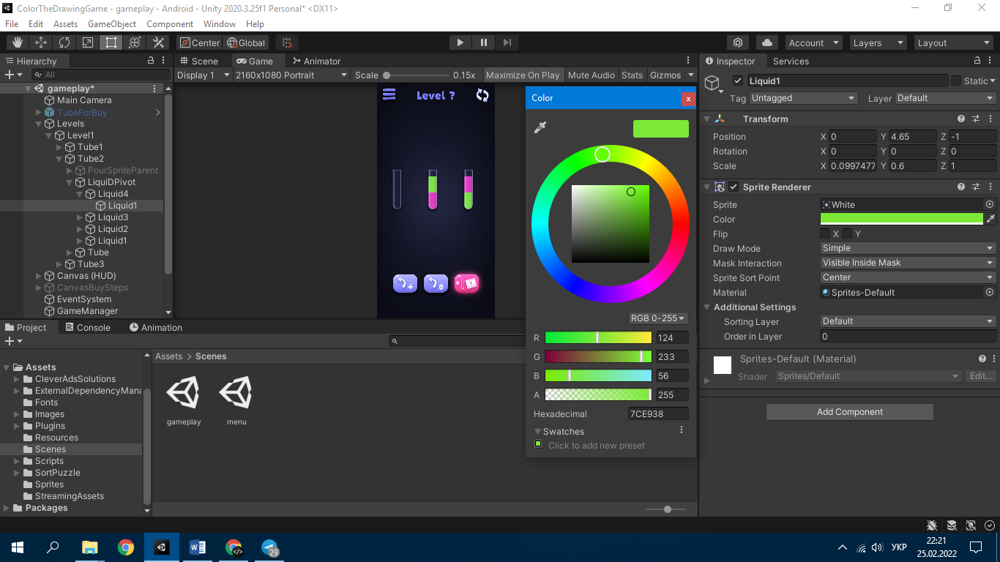 ColorTheDrawingGame - gameplay - Android - Unity 2020.3.25f1 Personal* <DX11>
File Edit Assets GameObject Component Window Help
Center Global Account Layers Layout
Hierarchy
All
gameplay*
Main Camera
TubeForBuy
Levels
Level1
Tube1
Tube2
PourSpriteParent
LiquiDPivot
Liquid4
Liquid1
Liquid3
Liquid2
Liquid1
Tube
Tube3
Canvas (HUD)
CanvasBuySteps
EventSystem
GameManager
Scene Game Animator
Display 1 2160x1080 Portrait Scale 0.15x Maximize On Play Mute Audio Stats Gizmos
Level ?
+ 0 +
Color
x
RGB 0-255
R 124
G 233
B 56
A 255
Hexadecimal 7CE938
Swatches
Click to add new preset
Inspector Services
Liquid1 Static
Tag Untagged Layer Default
Transform
Position X 0 Y 4.65 Z -1
Rotation X 0 Y 0 Z 0
Scale X 0.0997477 Y 0.6 Z 1
Sprite Renderer
Sprite White
Color
Flip X Y
Draw Mode Simple
Mask Interaction Visible Inside Mask
Sprite Sort Point Center
Material Sprites-Default
Additional Settings
Sorting Layer Default
Order in Layer 0
Sprites-Default (Material)
Shader Sprites/Default Edit...
Add Component
Project Console Animation
Assets
CleverAdsSolutions
ExternalDependencyMana
Fonts
Images
Plugins
Resources
Scenes
Scripts
SortPuzzle
Sprites
StreamingAssets
Packages
Assets > Scenes
gameplay menu
29
УКР
22:21
25.02.2022